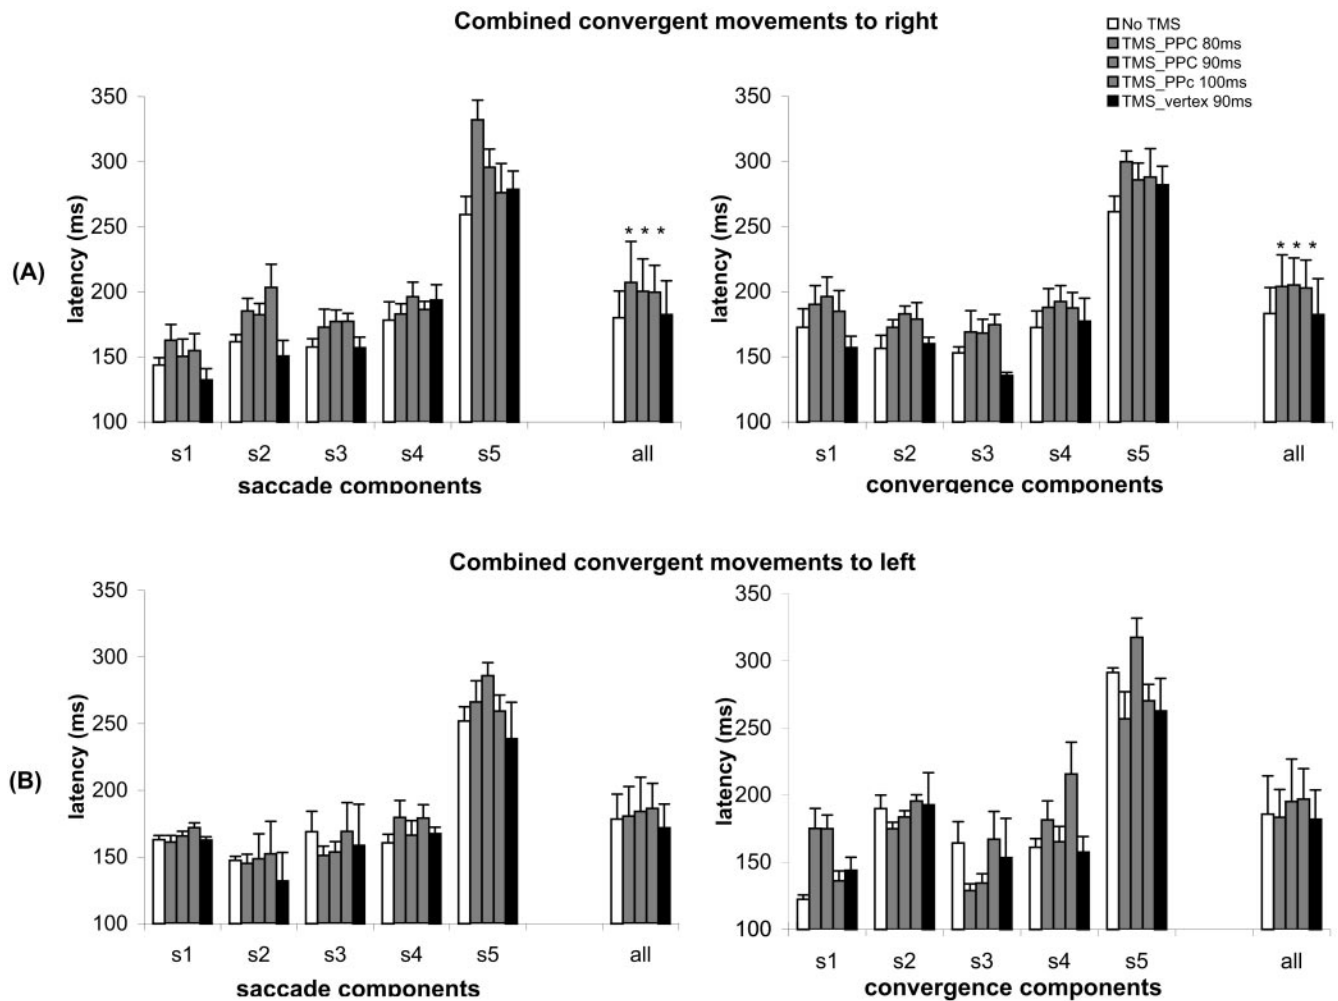 Combined convergent movements to right
No TMS
TMS_PPC 80ms
TMS_PPC 90ms
TMS_PPc 100ms
TMS_vertex 90ms
(A)
latency (ms)
350
300
250
200
150
100
* * *
s1 s2 s3 s4 s5 all
saccade components
latency (ms)
350
300
250
200
150
100
* * *
s1 s2 s3 s4 s5 all
convergence components
Combined convergent movements to left
(B)
latency (ms)
350
300
250
200
150
100
s1 s2 s3 s4 s5 all
saccade components
latency (ms)
350
300
250
200
150
100
s1 s2 s3 s4 s5 all
convergence components